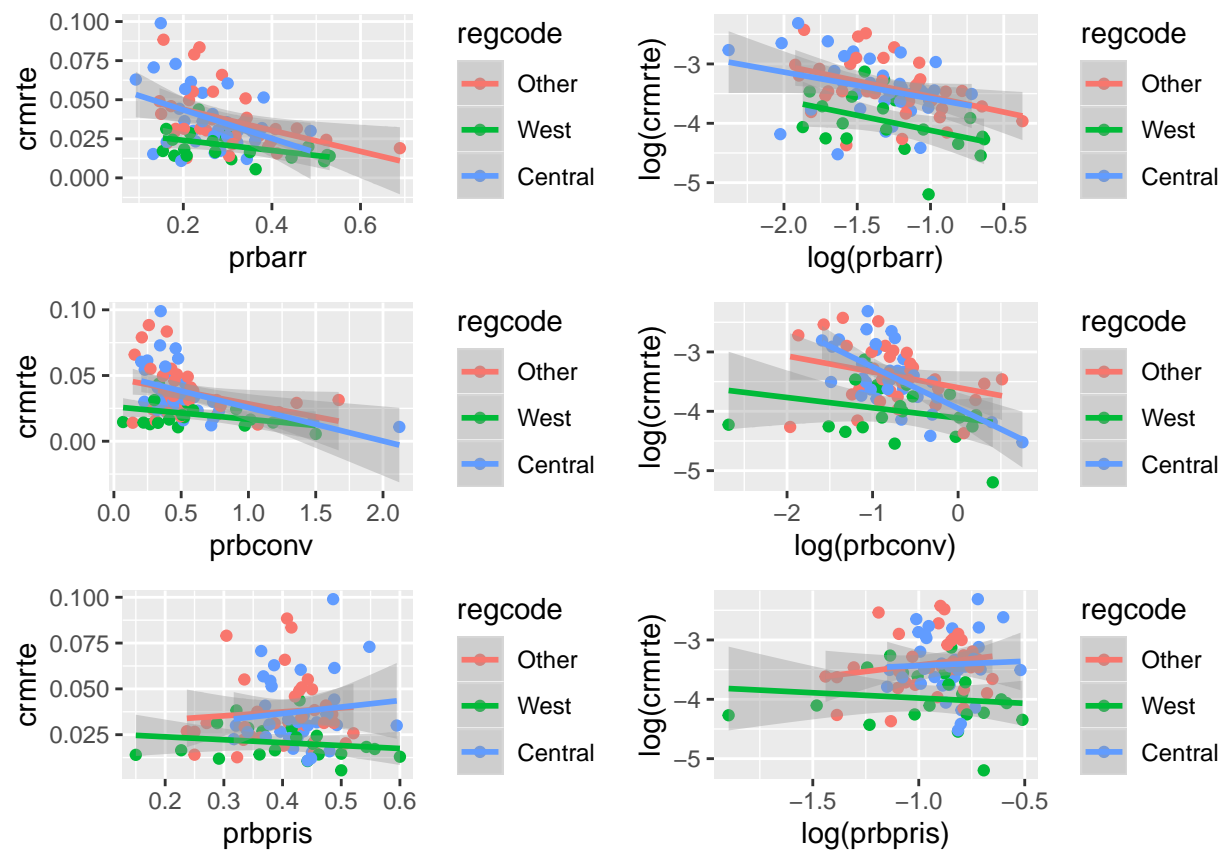 crmrte
0.100
0.075
0.050
0.025
0.000
0.2 0.4 0.6
prbarr
regcode
Other
West
Central
log(crmrte)
−3
−4
−5
−2.0 −1.5 −1.0 −0.5
log(prbarr)
regcode
Other
West
Central
crmrte
0.10
0.05
0.00
0.0 0.5 1.0 1.5 2.0
prbconv
regcode
Other
West
Central
log(crmrte)
−3
−4
−5
−2 −1 0
log(prbconv)
regcode
Other
West
Central
crmrte
0.100
0.075
0.050
0.025
0.2 0.3 0.4 0.5 0.6
prbpris
regcode
Other
West
Central
log(crmrte)
−3
−4
−5
−1.5 −1.0 −0.5
log(prbpris)
regcode
Other
West
Central